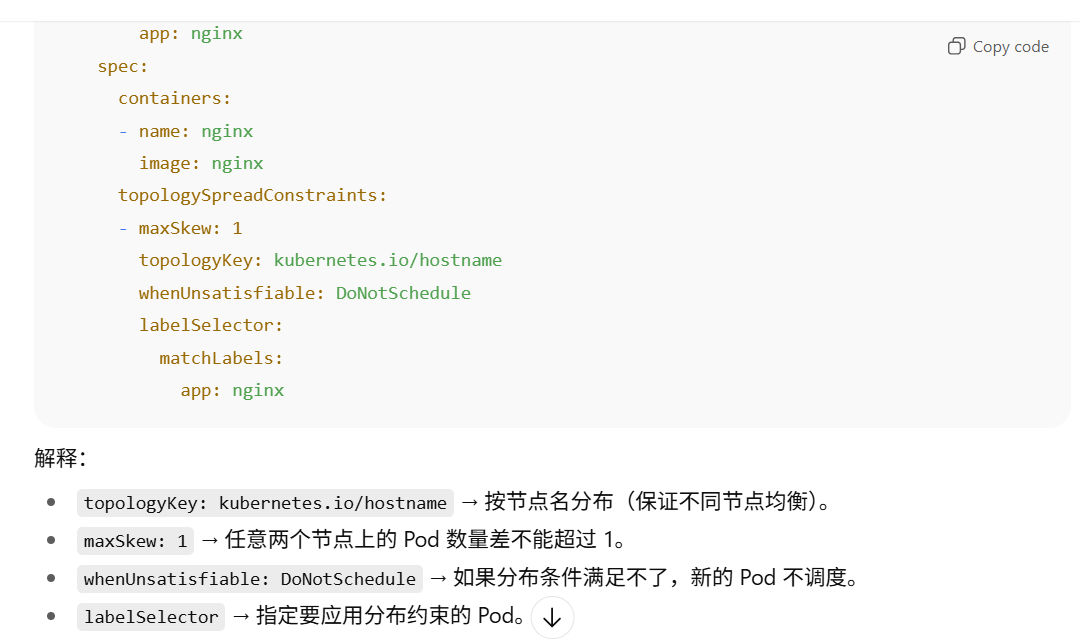 app: nginx
Copy code
spec:
containers:
- name: nginx
image: nginx
topologySpreadConstraints:
- maxSkew: 1
topologyKey: kubernetes.io/hostname
whenUnsatisfiable: DoNotSchedule
labelSelector:
matchLabels:
app: nginx
解释：
• topologyKey: kubernetes.io/hostname → 按节点名分布（保证不同节点均衡）。
• maxSkew: 1 → 任意两个节点上的 Pod 数量差不能超过 1。
• whenUnsatisfiable: DoNotSchedule → 如果分布条件满足不了，新的 Pod 不调度。
• labelSelector → 指定要应用分布约束的 Pod。